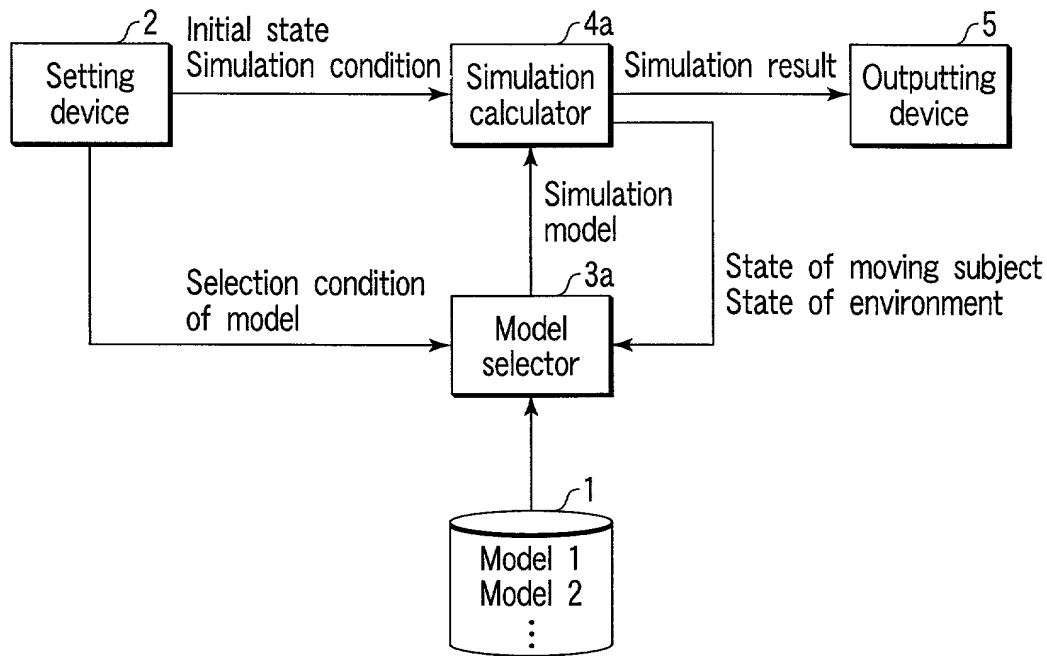 2
Setting
device
Initial state
Simulation condition
4a
Simulation
calculator
Simulation result
5
Outputting
device
Simulation
model
Selection condition
of model
3a
Model
selector
State of moving subject
State of environment
1
Model 1
Model 2
⋮